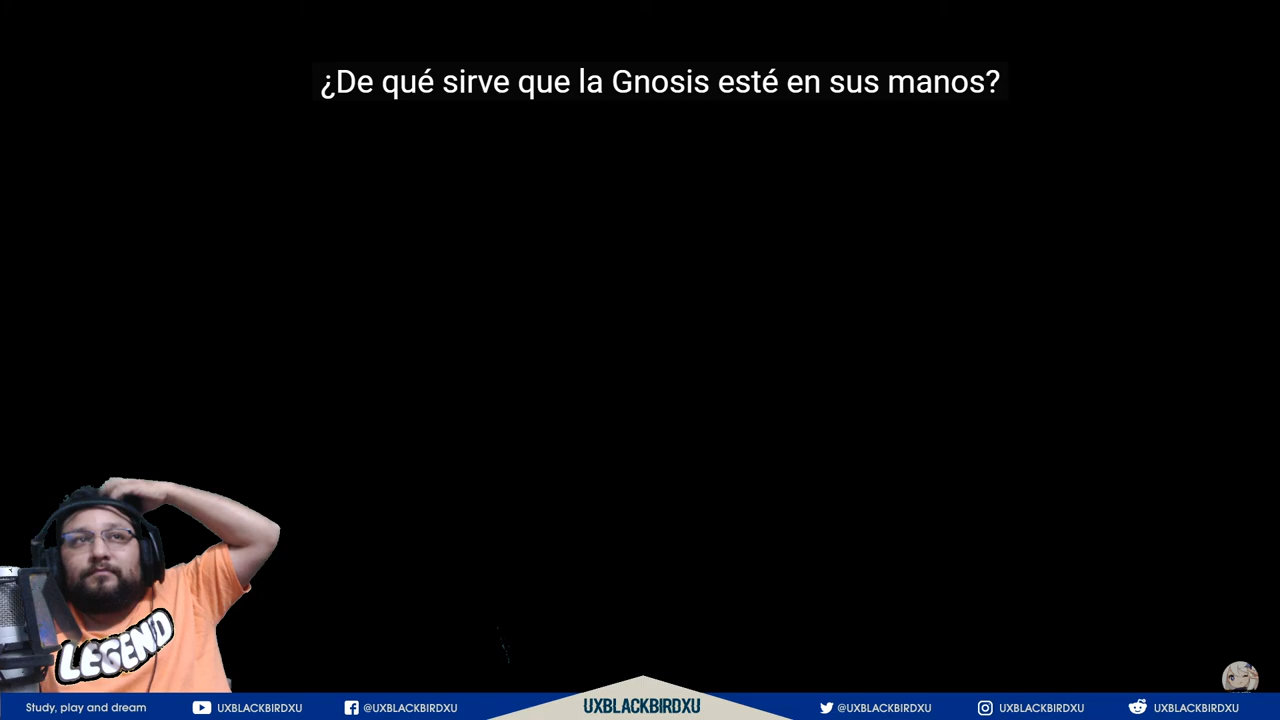 ¿De qué sirve que la Gnosis esté en sus manos?
LEGEND
Study, play and dream
UXBLACKBIRDXU
@UXBLACKBIRDXU
UXBLACKBIRDXU
@UXBLACKBIRDXU
UXBLACKBIRDXU
UXBLACKBIRDXU